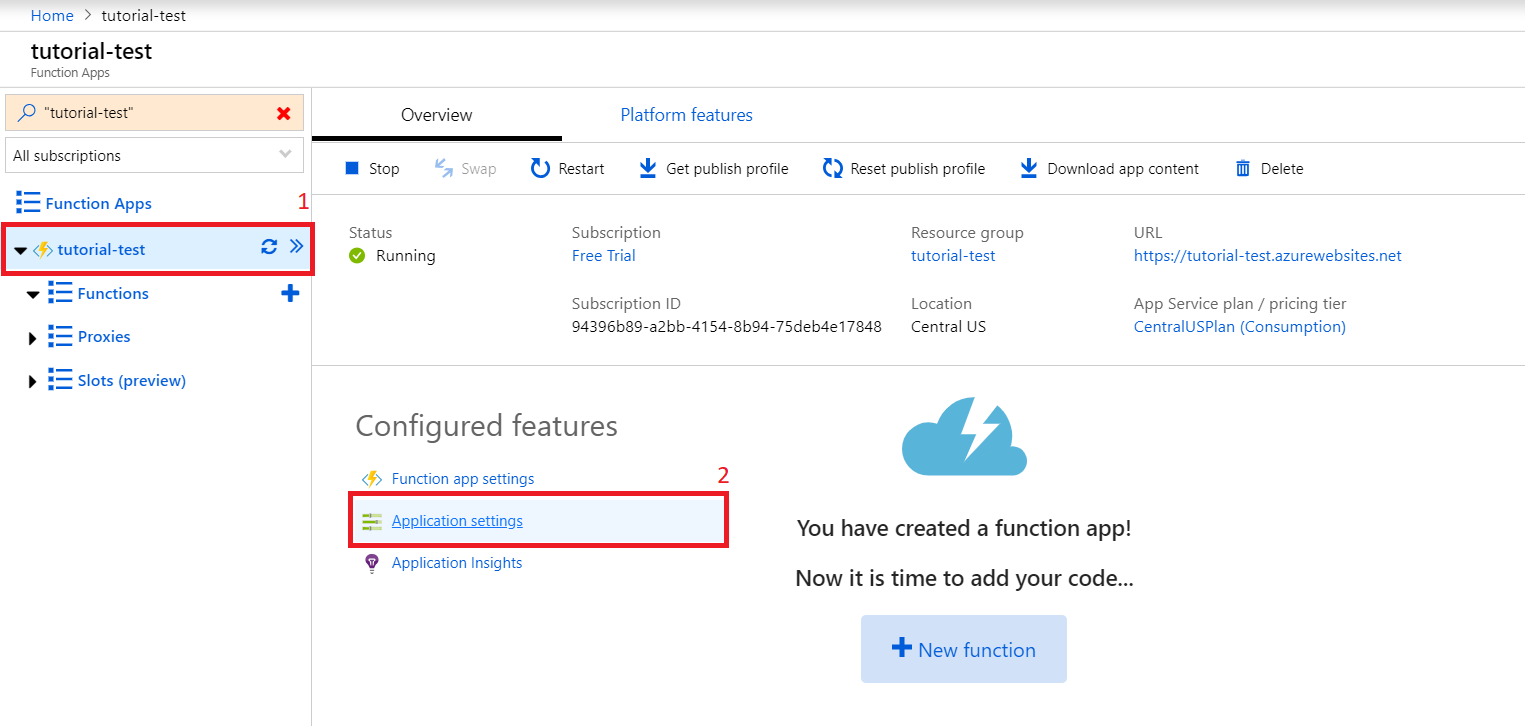 Home > tutorial-test
tutorial-test
Function Apps
"tutorial-test"
All subscriptions
Function Apps
1
tutorial-test
Functions
Proxies
Slots (preview)
Overview
Platform features
Stop
Swap
Restart
Get publish profile
Reset publish profile
Download app content
Delete
Status
Running
Subscription
Free Trial
Subscription ID
94396b89-a2bb-4154-8b94-75deb4e17848
Resource group
tutorial-test
Location
Central US
URL
https://tutorial-test.azurewebsites.net
App Service plan / pricing tier
CentralUSPlan (Consumption)
Configured features
Function app settings
2
Application settings
Application Insights
You have created a function app!
Now it is time to add your code...
New function